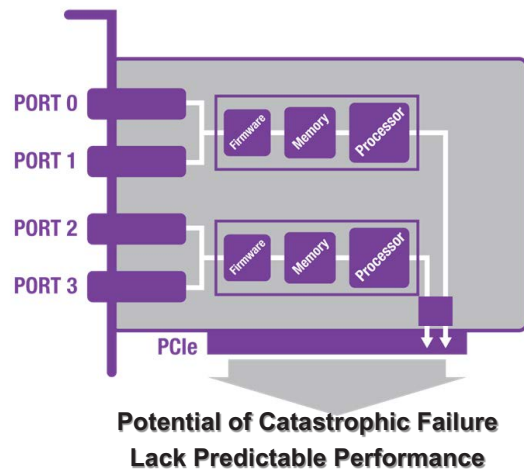 PORT 0
PORT 1
Firmware
Memory
Processor
PORT 2
PORT 3
Firmware
Memory
Processor
PCIe
Potential of Catastrophic Failure
Lack Predictable Performance